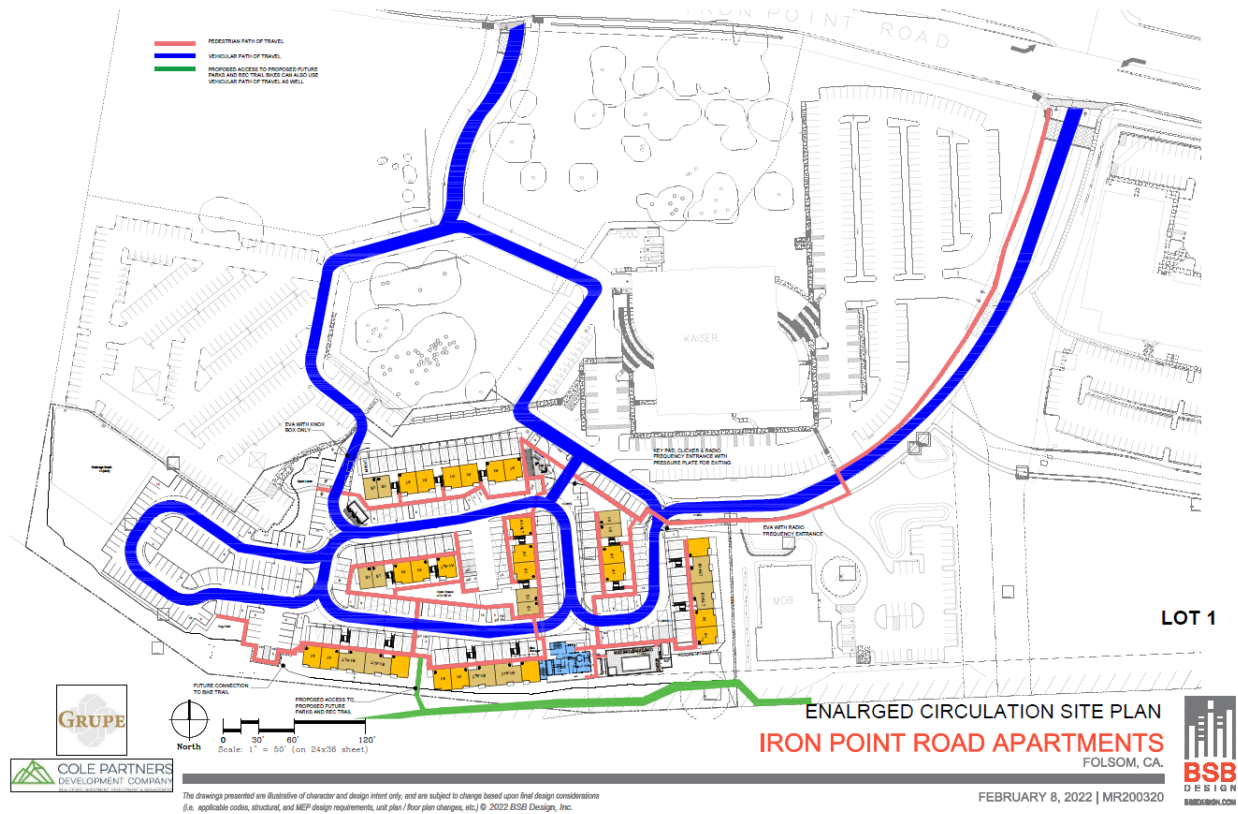 IRON POINT ROAD
PEDESTRIAN PATH OF TRAVEL
VEHICULAR PATH OF TRAVEL
PROPOSED ACCESS TO PROPOSED FUTURE
PARKS AND REC TRAIL BIKES CAN ALSO USE
VEHICULAR PATH OF TRAVEL AS WELL
KAISER
EVA WITH KNOX
BOX ONLY
KEY PAD, CLICKER & RADIO
FREQUENCY ENTRANCE WITH
PRESSURE PLATE FOR EXITING
EVA WITH RADIO
FREQUENCY ENTRANCE
MOB
LOT 1
FUTURE CONNECTION
TO BIKE TRAIL
PROPOSED ACCESS TO
PROPOSED FUTURE
PARKS AND REC TRAIL
GRUPE
North
0 30' 60' 120'
Scale: 1" = 50' (on 24x36 sheet)
ENALRGED CIRCULATION SITE PLAN
IRON POINT ROAD APARTMENTS
FOLSOM, CA.
COLE PARTNERS
DEVELOPMENT COMPANY
The drawings presented are illustrative of character and design intent only, and are subject to change based upon final design considerations
(i.e. applicable codes, structural, and MEP design requirements, unit plan / floor plan changes, etc.) © 2022 BSB Design, Inc.
FEBRUARY 8, 2022 | MR200320
BSB
DESIGN
BSBDESIGN.COM